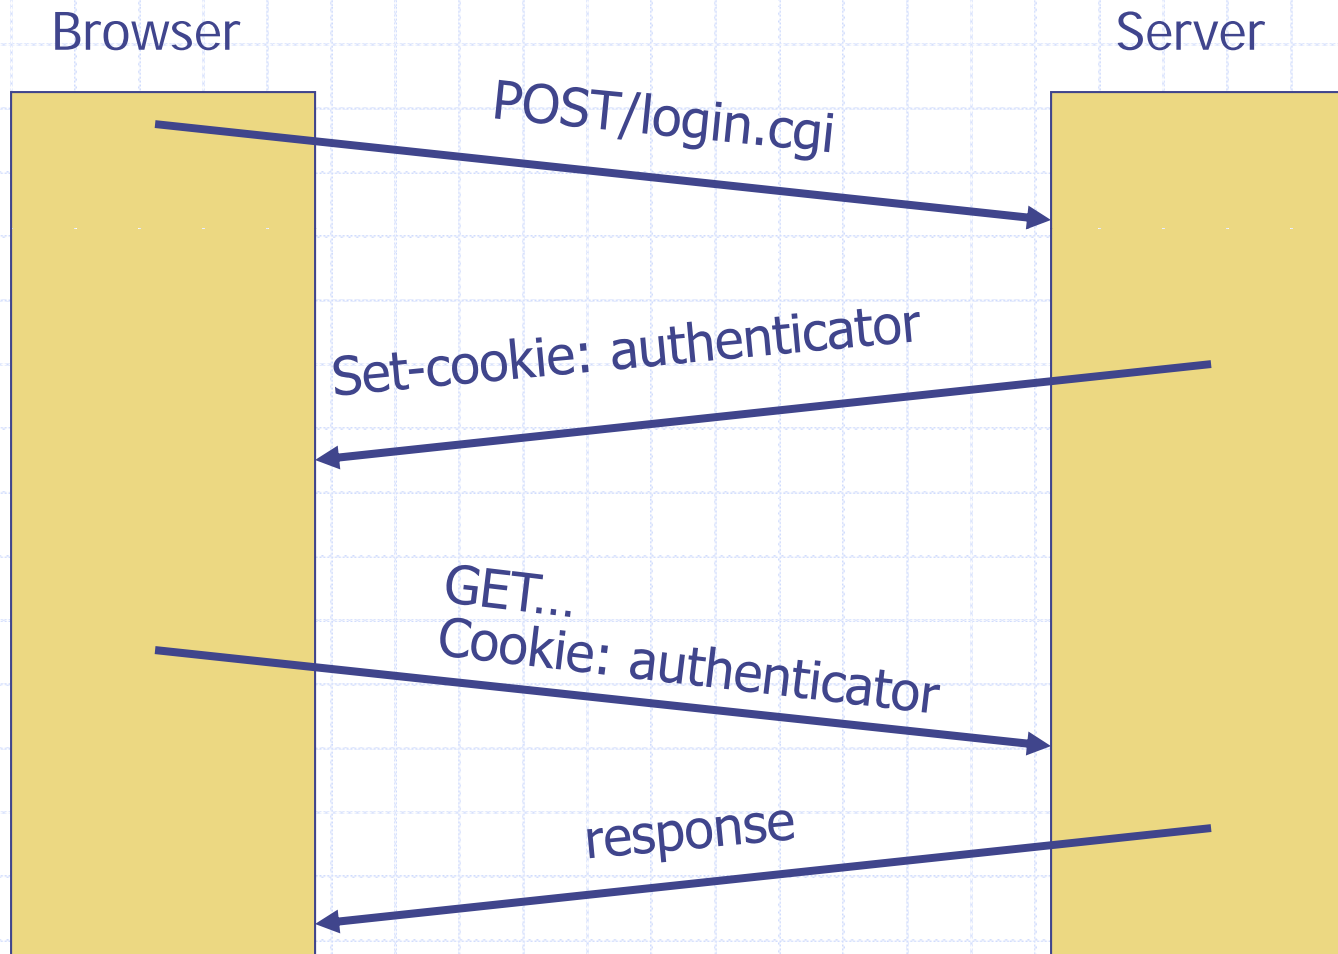 Browser
Server
POST/login.cgi
Set-cookie: authenticator
GET...
Cookie: authenticator
response